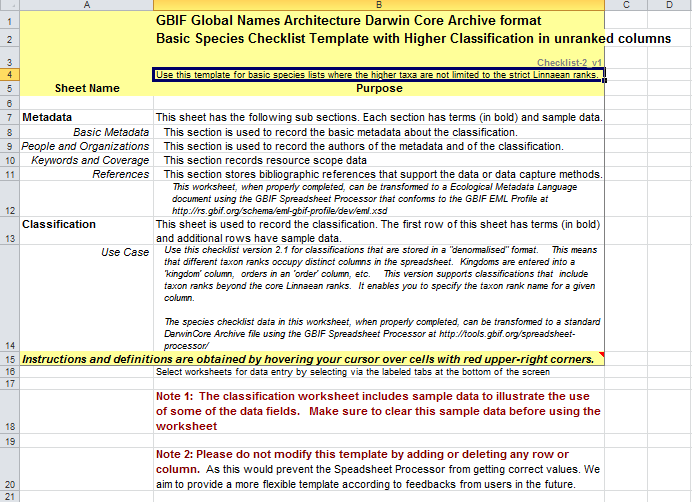 A B C D
1 GBIF Global Names Architecture Darwin Core Archive format
2 Basic Species Checklist Template with Higher Classification in unranked columns
3 Checklist-2_v1
4 Use this template for basic species lists where the higher taxa are not limited to the strict Linnaean ranks.
5 Sheet Name Purpose
6
7 Metadata This sheet has the following sub sections. Each section has terms (in bold) and sample data.
8 Basic Metadata This section is used to record the basic metadata about the classification.
9 People and Organizations This section is used to record the authors of the metadata and of the classification.
10 Keywords and Coverage This section records resource scope data
11 References This section stores bibliographic references that support the data or data capture methods.
This worksheet, when properly completed, can be transformed to a Ecological Metadata Language
document using the GBIF Spreadsheet Processor that conforms to the GBIF EML Profile at
12 http://rs.gbif.org/schema/eml-gbif-profile/dev/eml.xsd
Classification This sheet is used to record the classification. The first row of this sheet has terms (in bold)
13 and additional rows have sample data.
Use Case Use this checklist version 2.1 for classifications that are stored in a "denormalised" format. This means
that different taxon ranks occupy distinct columns in the spreadsheet. Kingdoms are entered into a
'kingdom' column, orders in an 'order' column, etc. This version supports classifications that include
taxon ranks beyond the core Linnaean ranks. It enables you to specify the taxon rank name for a given
column.
The species checklist data in this worksheet, when properly completed, can be transformed to a standard
DarwinCore Archive file using the GBIF Spreadsheet Processor at http://tools.gbif.org/spreadsheet-
14 processor/
15 Instructions and definitions are obtained by hovering your cursor over cells with red upper-right corners.
16 Select worksheets for data entry by selecting via the labeled tabs at the bottom of the screen
17
Note 1: The classification worksheet includes sample data to illustrate the use
of some of the data fields. Make sure to clear this sample data before using the
18 worksheet
19
Note 2: Please do not modify this template by adding or deleting any row or
column. As this would prevent the Speadsheet Processor from getting correct values. We
20 aim to provide a more flexible template according to feedbacks from users in the future.
21